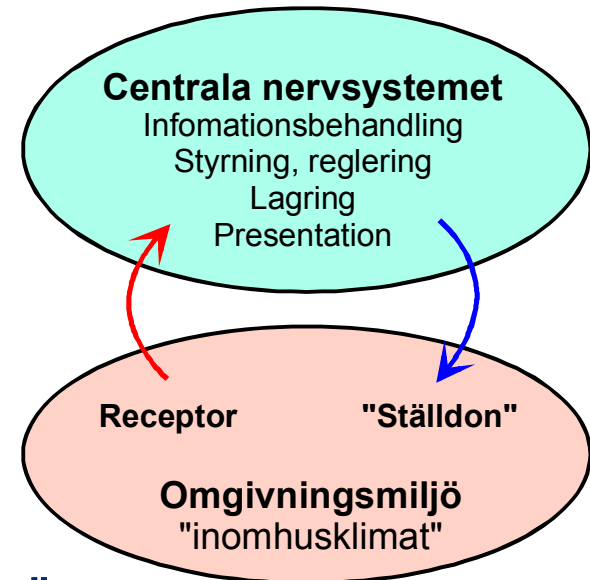 Centrala nervsystemet
Infomationsbehandling
Styrning, reglering
Lagring
Presentation
Receptor "Ställdon"
Omgivningsmiljö
"inomhusklimat"